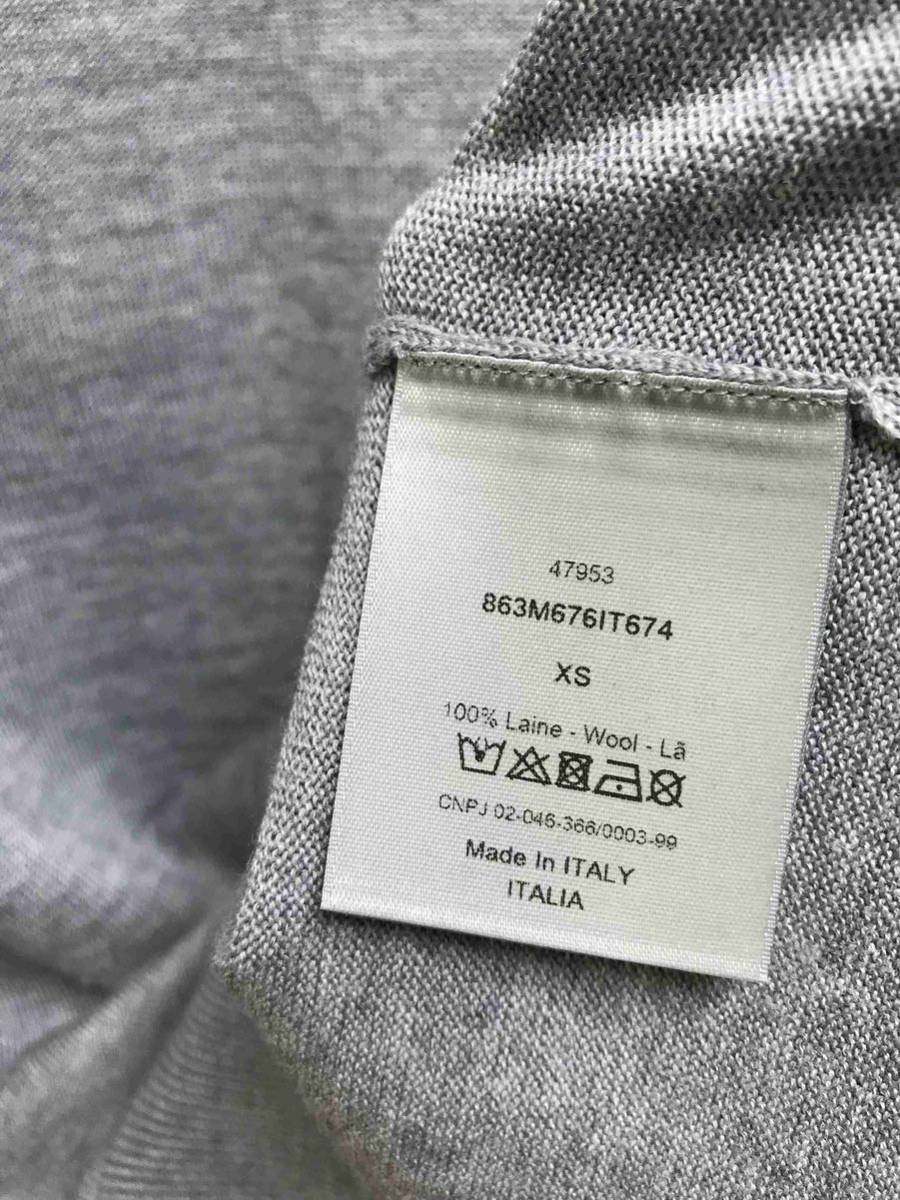 47953
863M676IT674
XS
100% Laine - Wool - Lã
CNPJ 02-046-366/0003-99
Made In ITALY
ITALIA